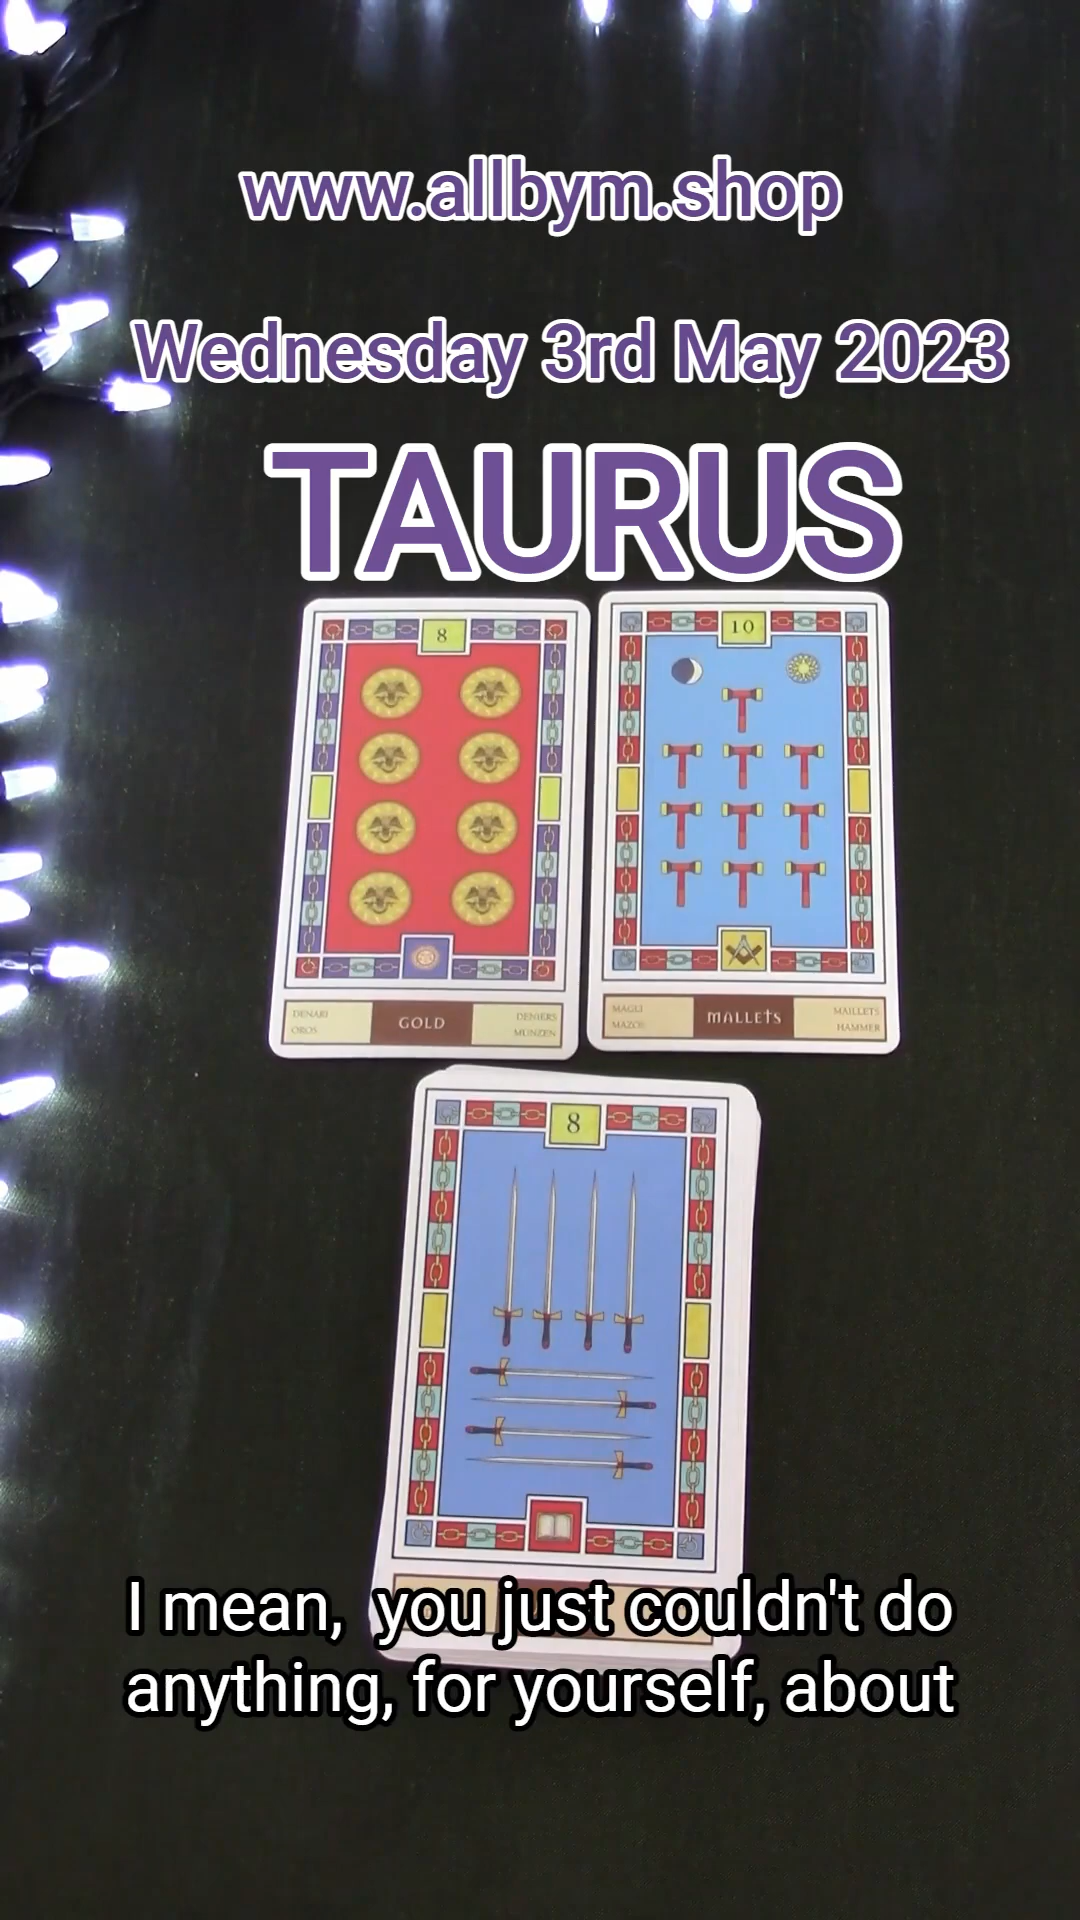 www.allbym.shop
Wednesday 3rd May 2023
TAURUS
8
10
DENARI
OROS
GOLD
DENIERS
MUNZEN
MAGLI
MAZOS
MALLETS
MAILLETS
HAMMER
8
I mean, you just couldn't do
anything, for yourself, about